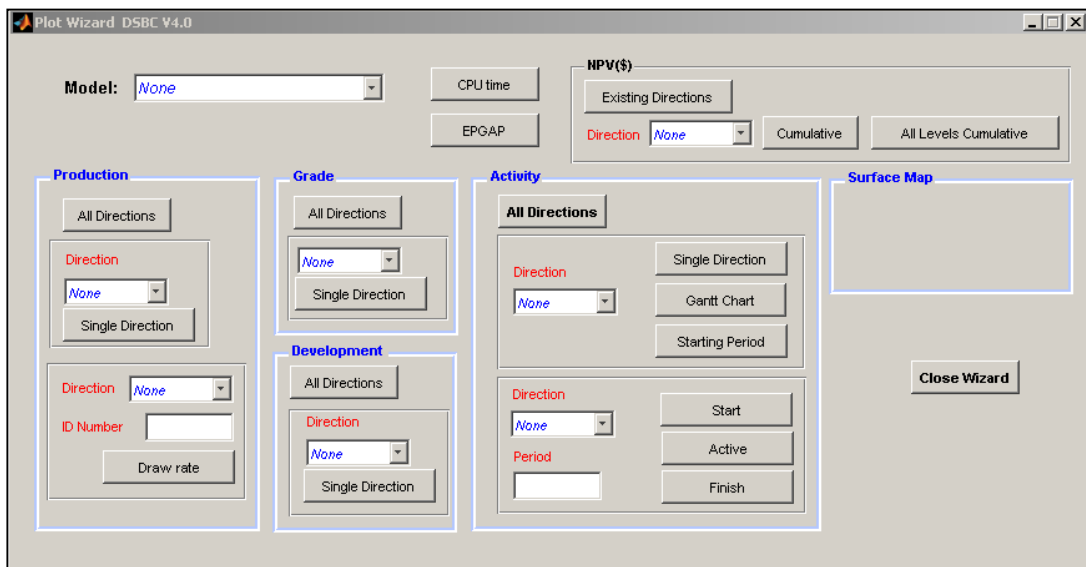 Plot Wizard DSBC V4.0
Model: None
CPU time
EPGAP
NPV($)
Existing Directions
Direction None Cumulative All Levels Cumulative
Production
All Directions
Direction
None
Single Direction
Direction None
ID Number
Draw rate
Grade
All Directions
None
Single Direction
Development
All Directions
Direction
None
Single Direction
Activity
All Directions
Direction
None
Single Direction
Gantt Chart
Starting Period
Direction
None
Period
Start
Active
Finish
Surface Map
Close Wizard